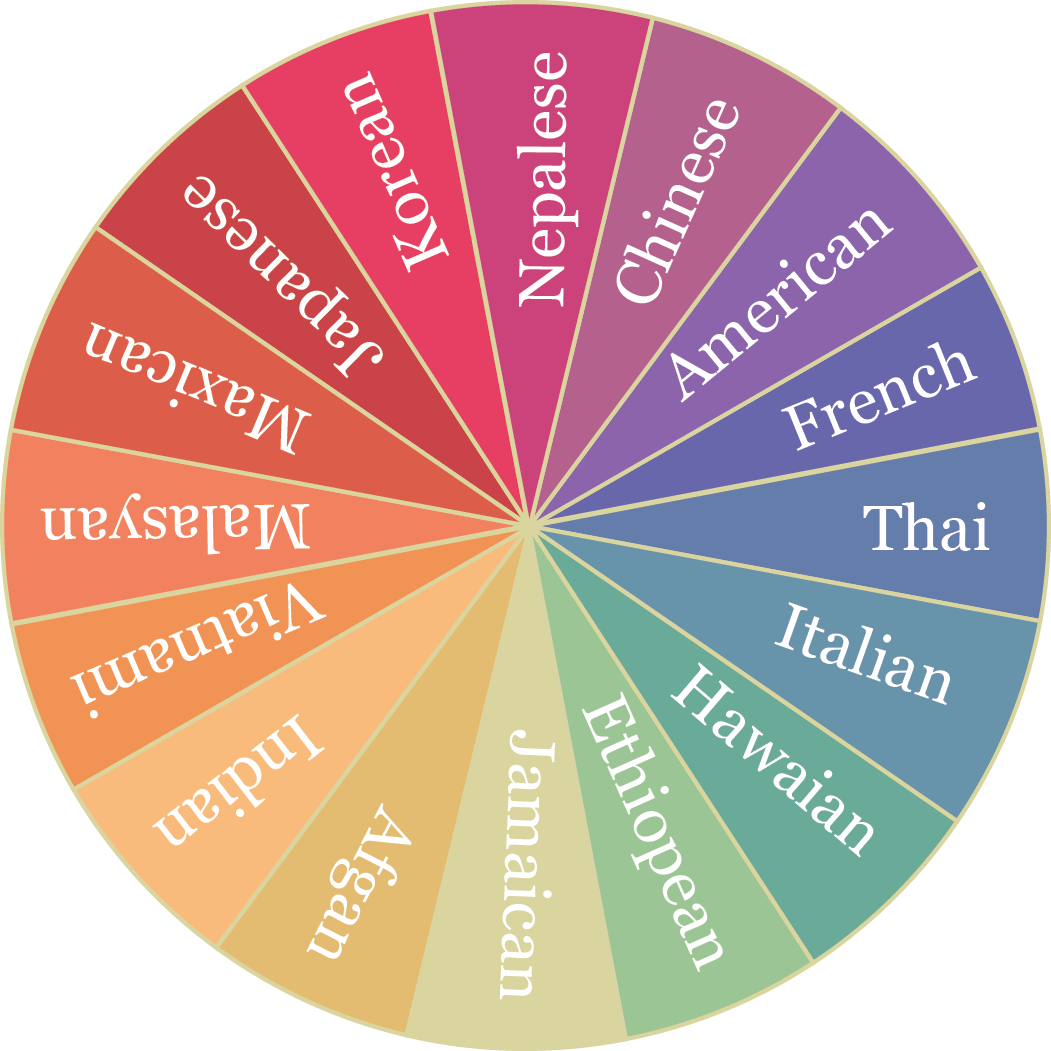 Nepalese
Chinese
American
French
Thai
Italian
Hawaian
Ethiopean
Jamaican
Afgan
Indian
Viatnami
Malasyan
Maxican
Japanese
Korean